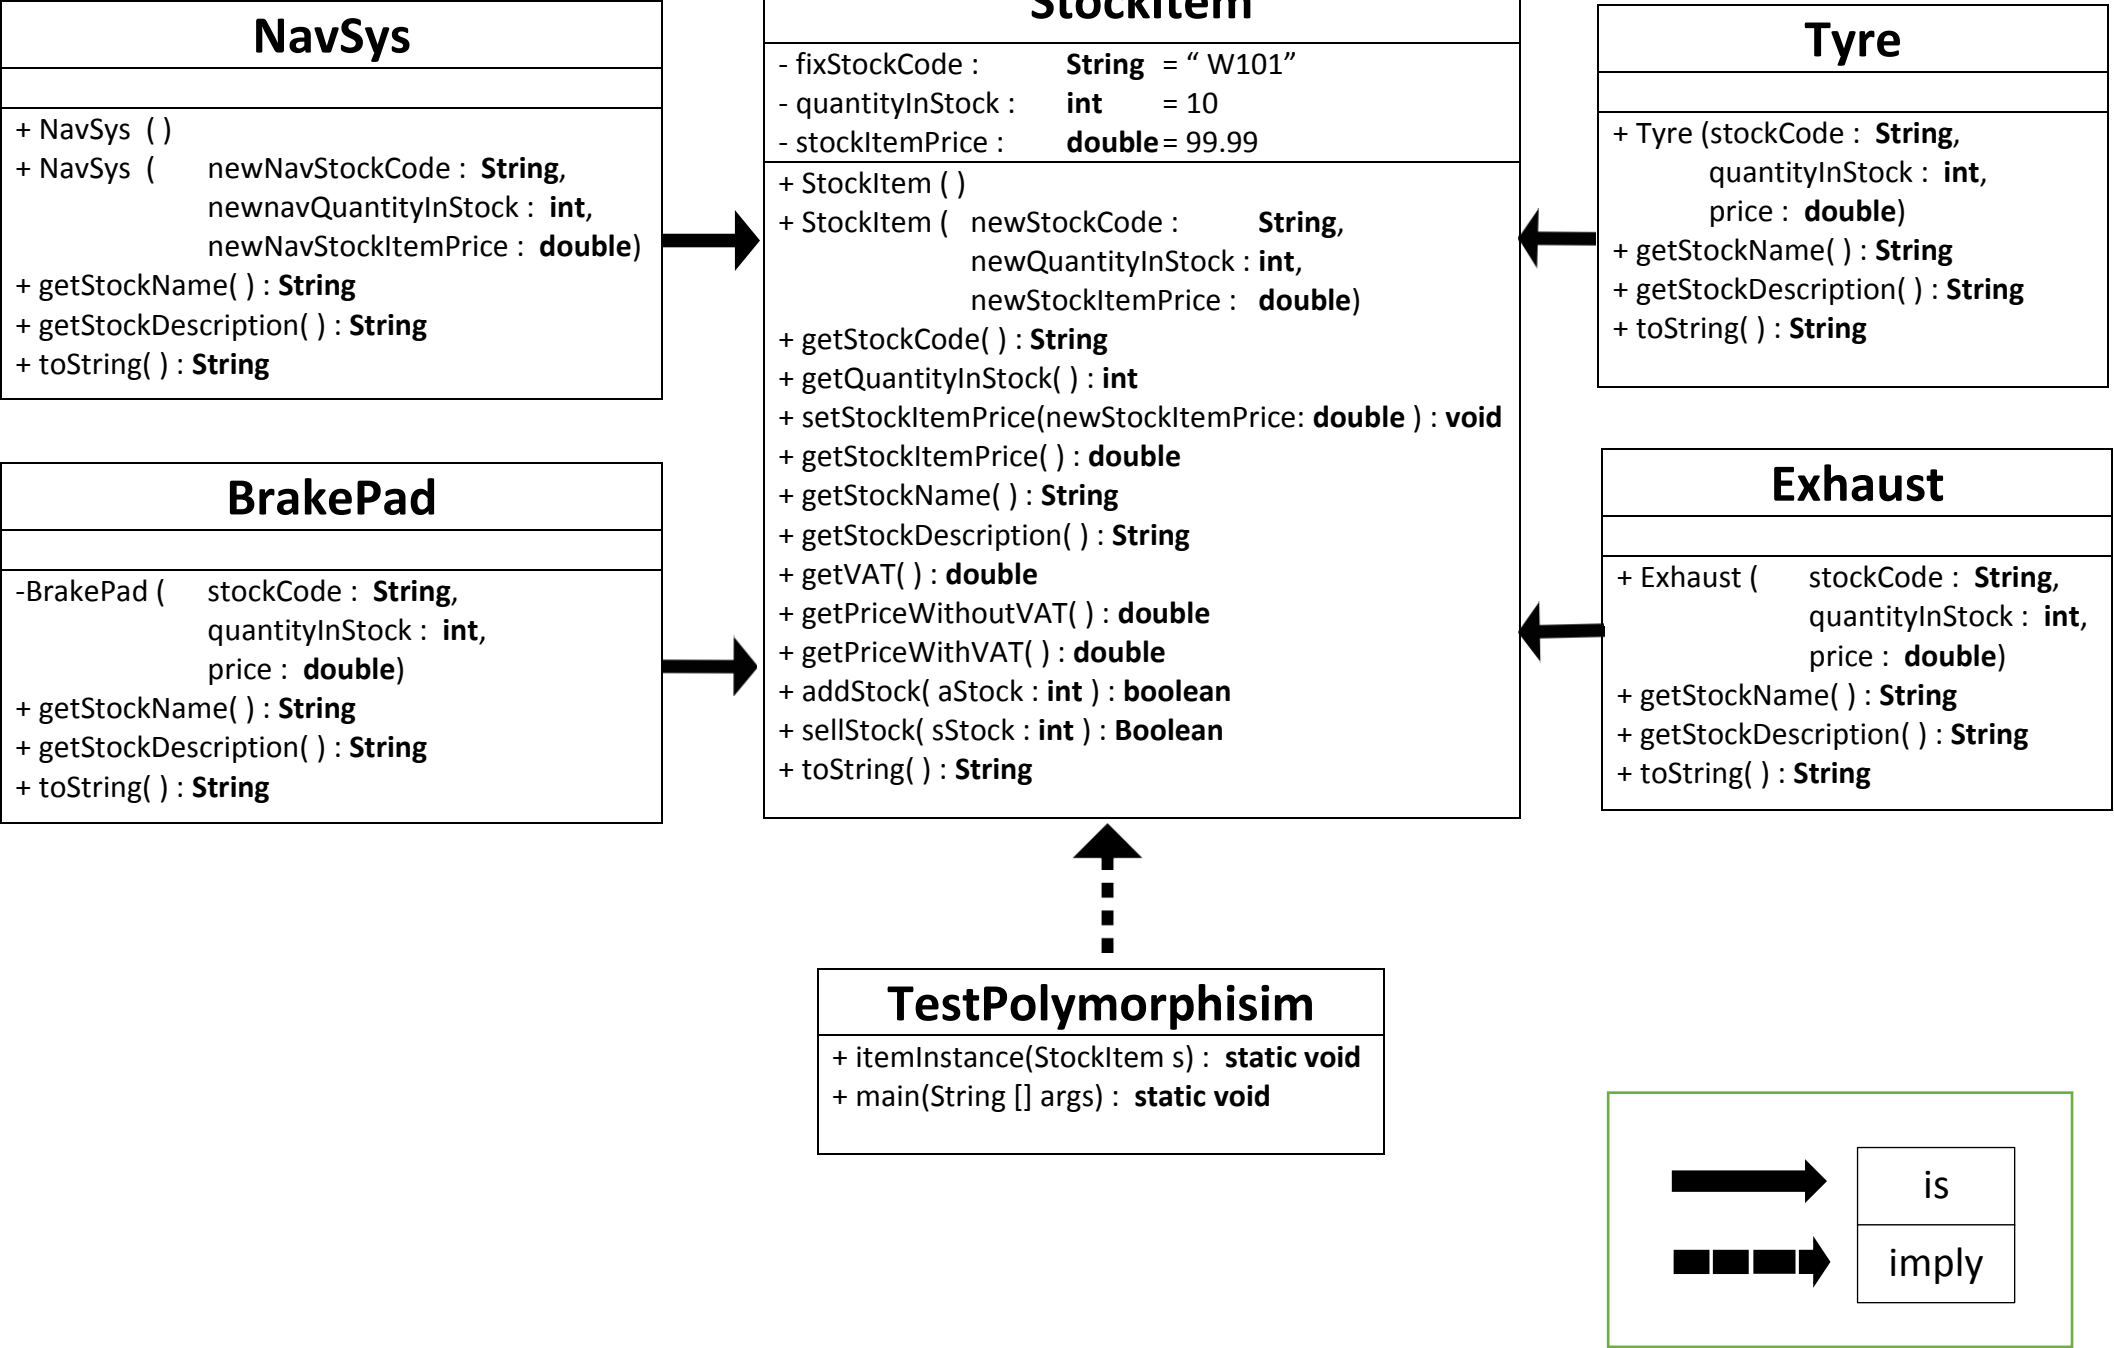 NavSys
+ NavSys ( )
+ NavSys ( newNavStockCode : String,
newnavQuantityInStock : int,
newNavStockItemPrice : double)
+ getStockName( ) : String
+ getStockDescription( ) : String
+ toString( ) : String
BrakePad
-BrakePad ( stockCode : String,
quantityInStock : int,
price : double)
+ getStockName( ) : String
+ getStockDescription( ) : String
+ toString( ) : String
StockItem
- fixStockCode : String = “ W101”
- quantityInStock : int = 10
- stockItemPrice : double = 99.99
+ StockItem ( )
+ StockItem ( newStockCode : String,
newQuantityInStock : int,
newStockItemPrice : double)
+ getStockCode( ) : String
+ getQuantityInStock( ) : int
+ setStockItemPrice(newStockItemPrice: double ) : void
+ getStockItemPrice( ) : double
+ getStockName( ) : String
+ getStockDescription( ) : String
+ getVAT( ) : double
+ getPriceWithoutVAT( ) : double
+ getPriceWithVAT( ) : double
+ addStock( aStock : int ) : boolean
+ sellStock( sStock : int ) : Boolean
+ toString( ) : String
Tyre
+ Tyre (stockCode : String,
quantityInStock : int,
price : double)
+ getStockName( ) : String
+ getStockDescription( ) : String
+ toString( ) : String
Exhaust
+ Exhaust ( stockCode : String,
quantityInStock : int,
price : double)
+ getStockName( ) : String
+ getStockDescription( ) : String
+ toString( ) : String
TestPolymorphisim
+ itemInstance(StockItem s) : static void
+ main(String [] args) : static void
is
imply